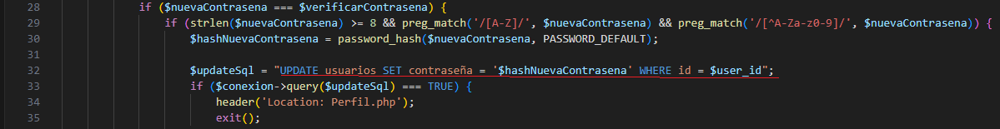 28 if ($nuevaContrasena === $verificarContrasena) {
29 if (strlen($nuevaContrasena) >= 8 && preg_match('/[A-Z]/', $nuevaContrasena) && preg_match('/[^A-Za-z0-9]/', $nuevaContrasena)) {
30 $hashNuevaContrasena = password_hash($nuevaContrasena, PASSWORD_DEFAULT);
31
32 $updateSql = "UPDATE usuarios SET contraseña = '$hashNuevaContrasena' WHERE id = $user_id";
33 if ($conexion->query($updateSql) === TRUE) {
34 header('Location: Perfil.php');
35 exit();